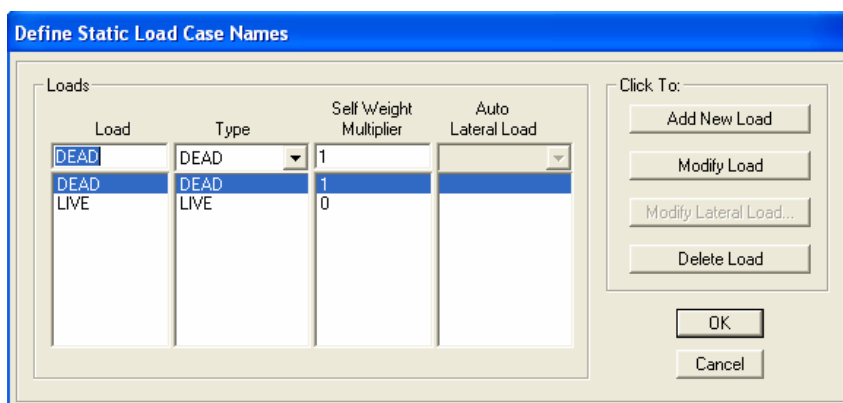 Define Static Load Case Names
Loads
Load Type Self Weight Multiplier Auto Lateral Load
DEAD DEAD 1
DEAD DEAD 1
LIVE LIVE 0
Click To:
Add New Load
Modify Load
Modify Lateral Load...
Delete Load
OK
Cancel